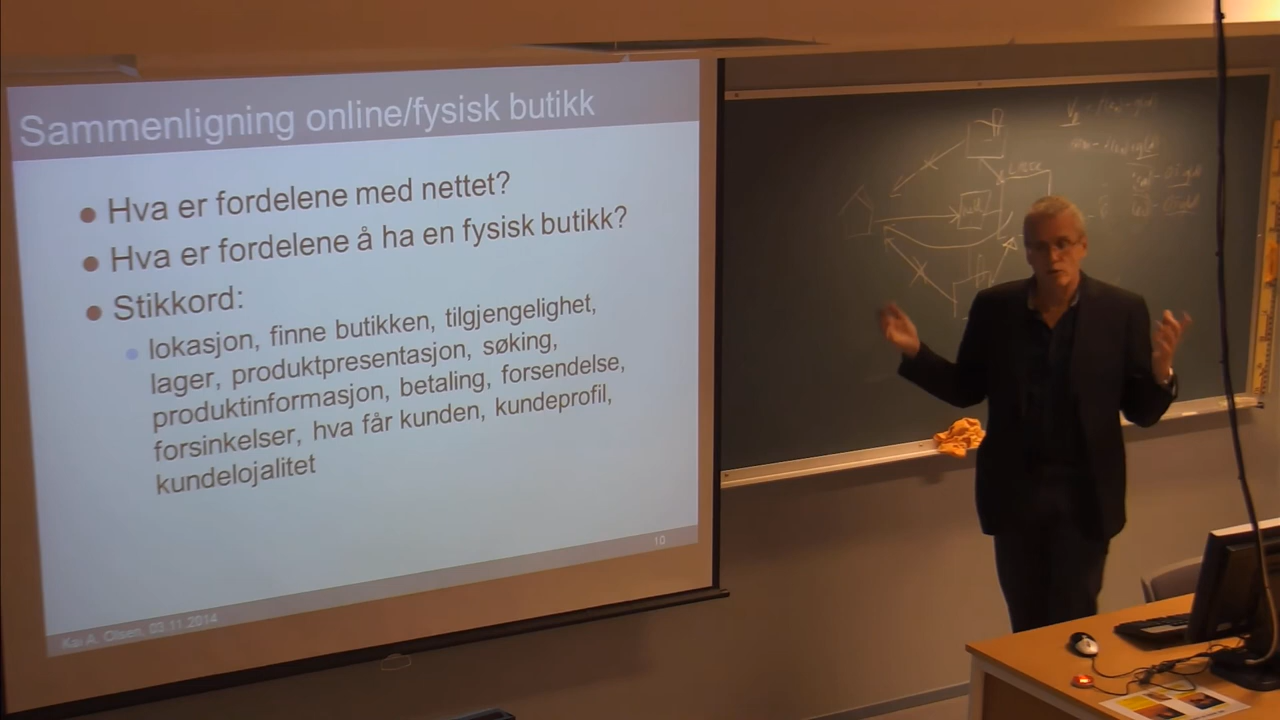 Sammenligning online/fysisk butikk
Hva er fordelene med nettet?
Hva er fordelene å ha en fysisk butikk?
Stikkord:
lokasjon, finne butikken, tilgjengelighet,
lager, produktpresentasjon, søking,
produktinformasjon, betaling, forsendelse,
forsinkelser, hva får kunden, kundeprofil,
kundelojalitet
10
Kai A. Olsen, 03.11.2014